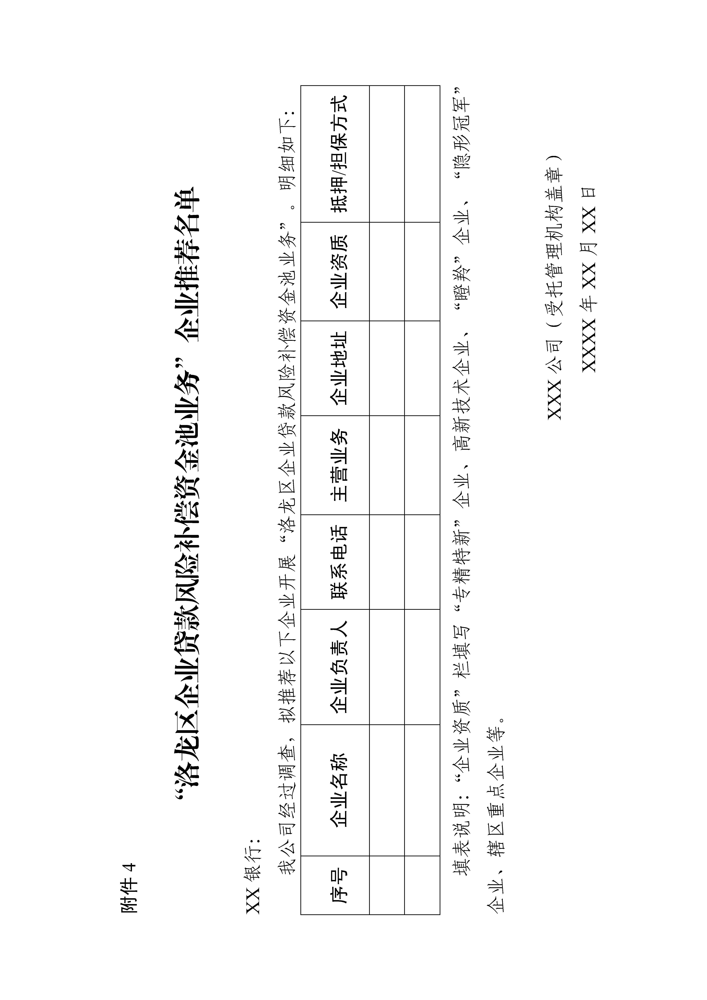 附件 4
“洛龙区企业贷款风险补偿资金池业务”企业推荐名单
XX 银行：
我公司经过调查，拟推荐以下企业开展“洛龙区企业贷款风险补偿资金池业务”。明细如下：
序号 企业名称 企业负责人 联系电话 主营业务 企业地址 企业资质 抵押/担保方式
填表说明：“企业资质”栏填写“专精特新”企业、高新技术企业、“瞪羚”企业、“隐形冠军”
企业、辖区重点企业等。
XXX 公司（受托管理机构盖章）
XXXX 年 XX 月 XX 日